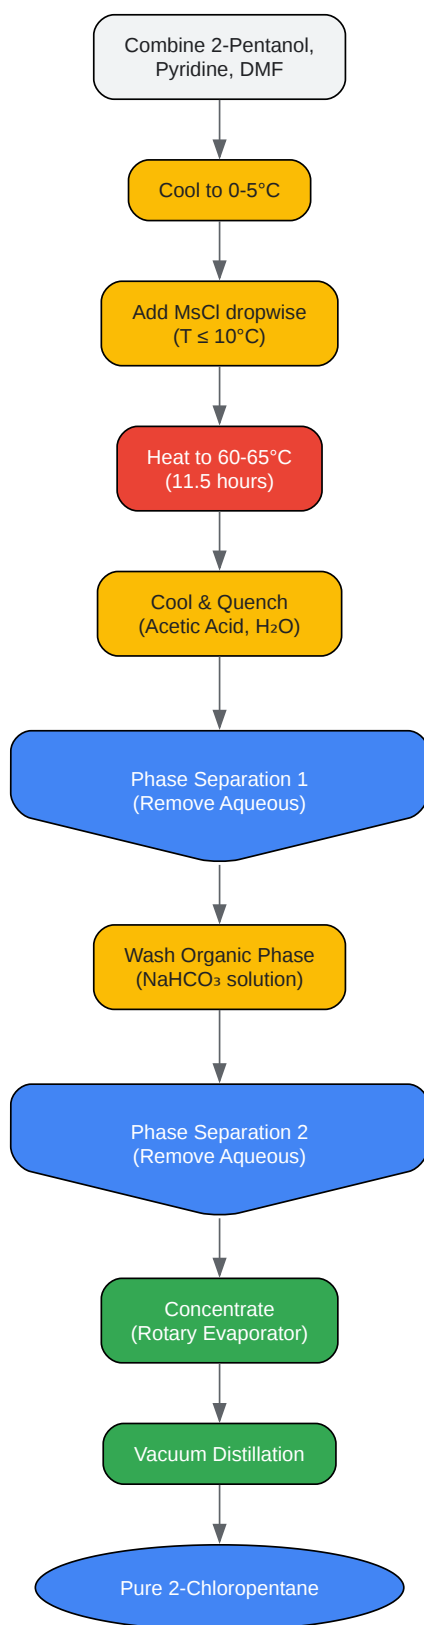 Combine 2-Pentanol,
Pyridine, DMF
Cool to 0-5°C
Add MsCl dropwise
(T ≤ 10°C)
Heat to 60-65°C
(11.5 hours)
Cool & Quench
(Acetic Acid, H₂O)
Phase Separation 1
(Remove Aqueous)
Wash Organic Phase
(NaHCO₃ solution)
Phase Separation 2
(Remove Aqueous)
Concentrate
(Rotary Evaporator)
Vacuum Distillation
Pure 2-Chloropentane